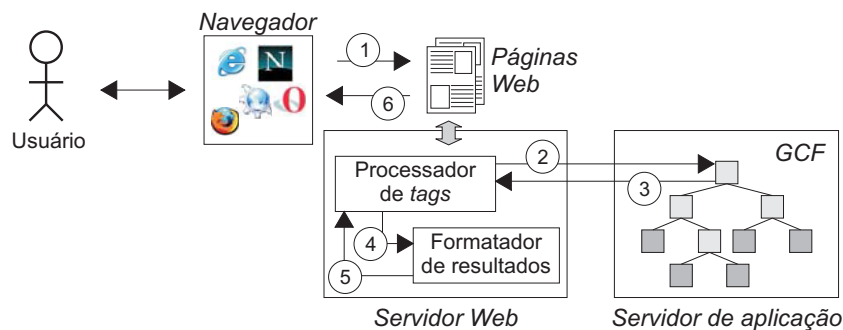 Navegador
N
1
6
Páginas
Web
Usuário
2
3
GCF
Processador
de tags
4
5
Formatador
de resultados
Servidor Web
Servidor de aplicação